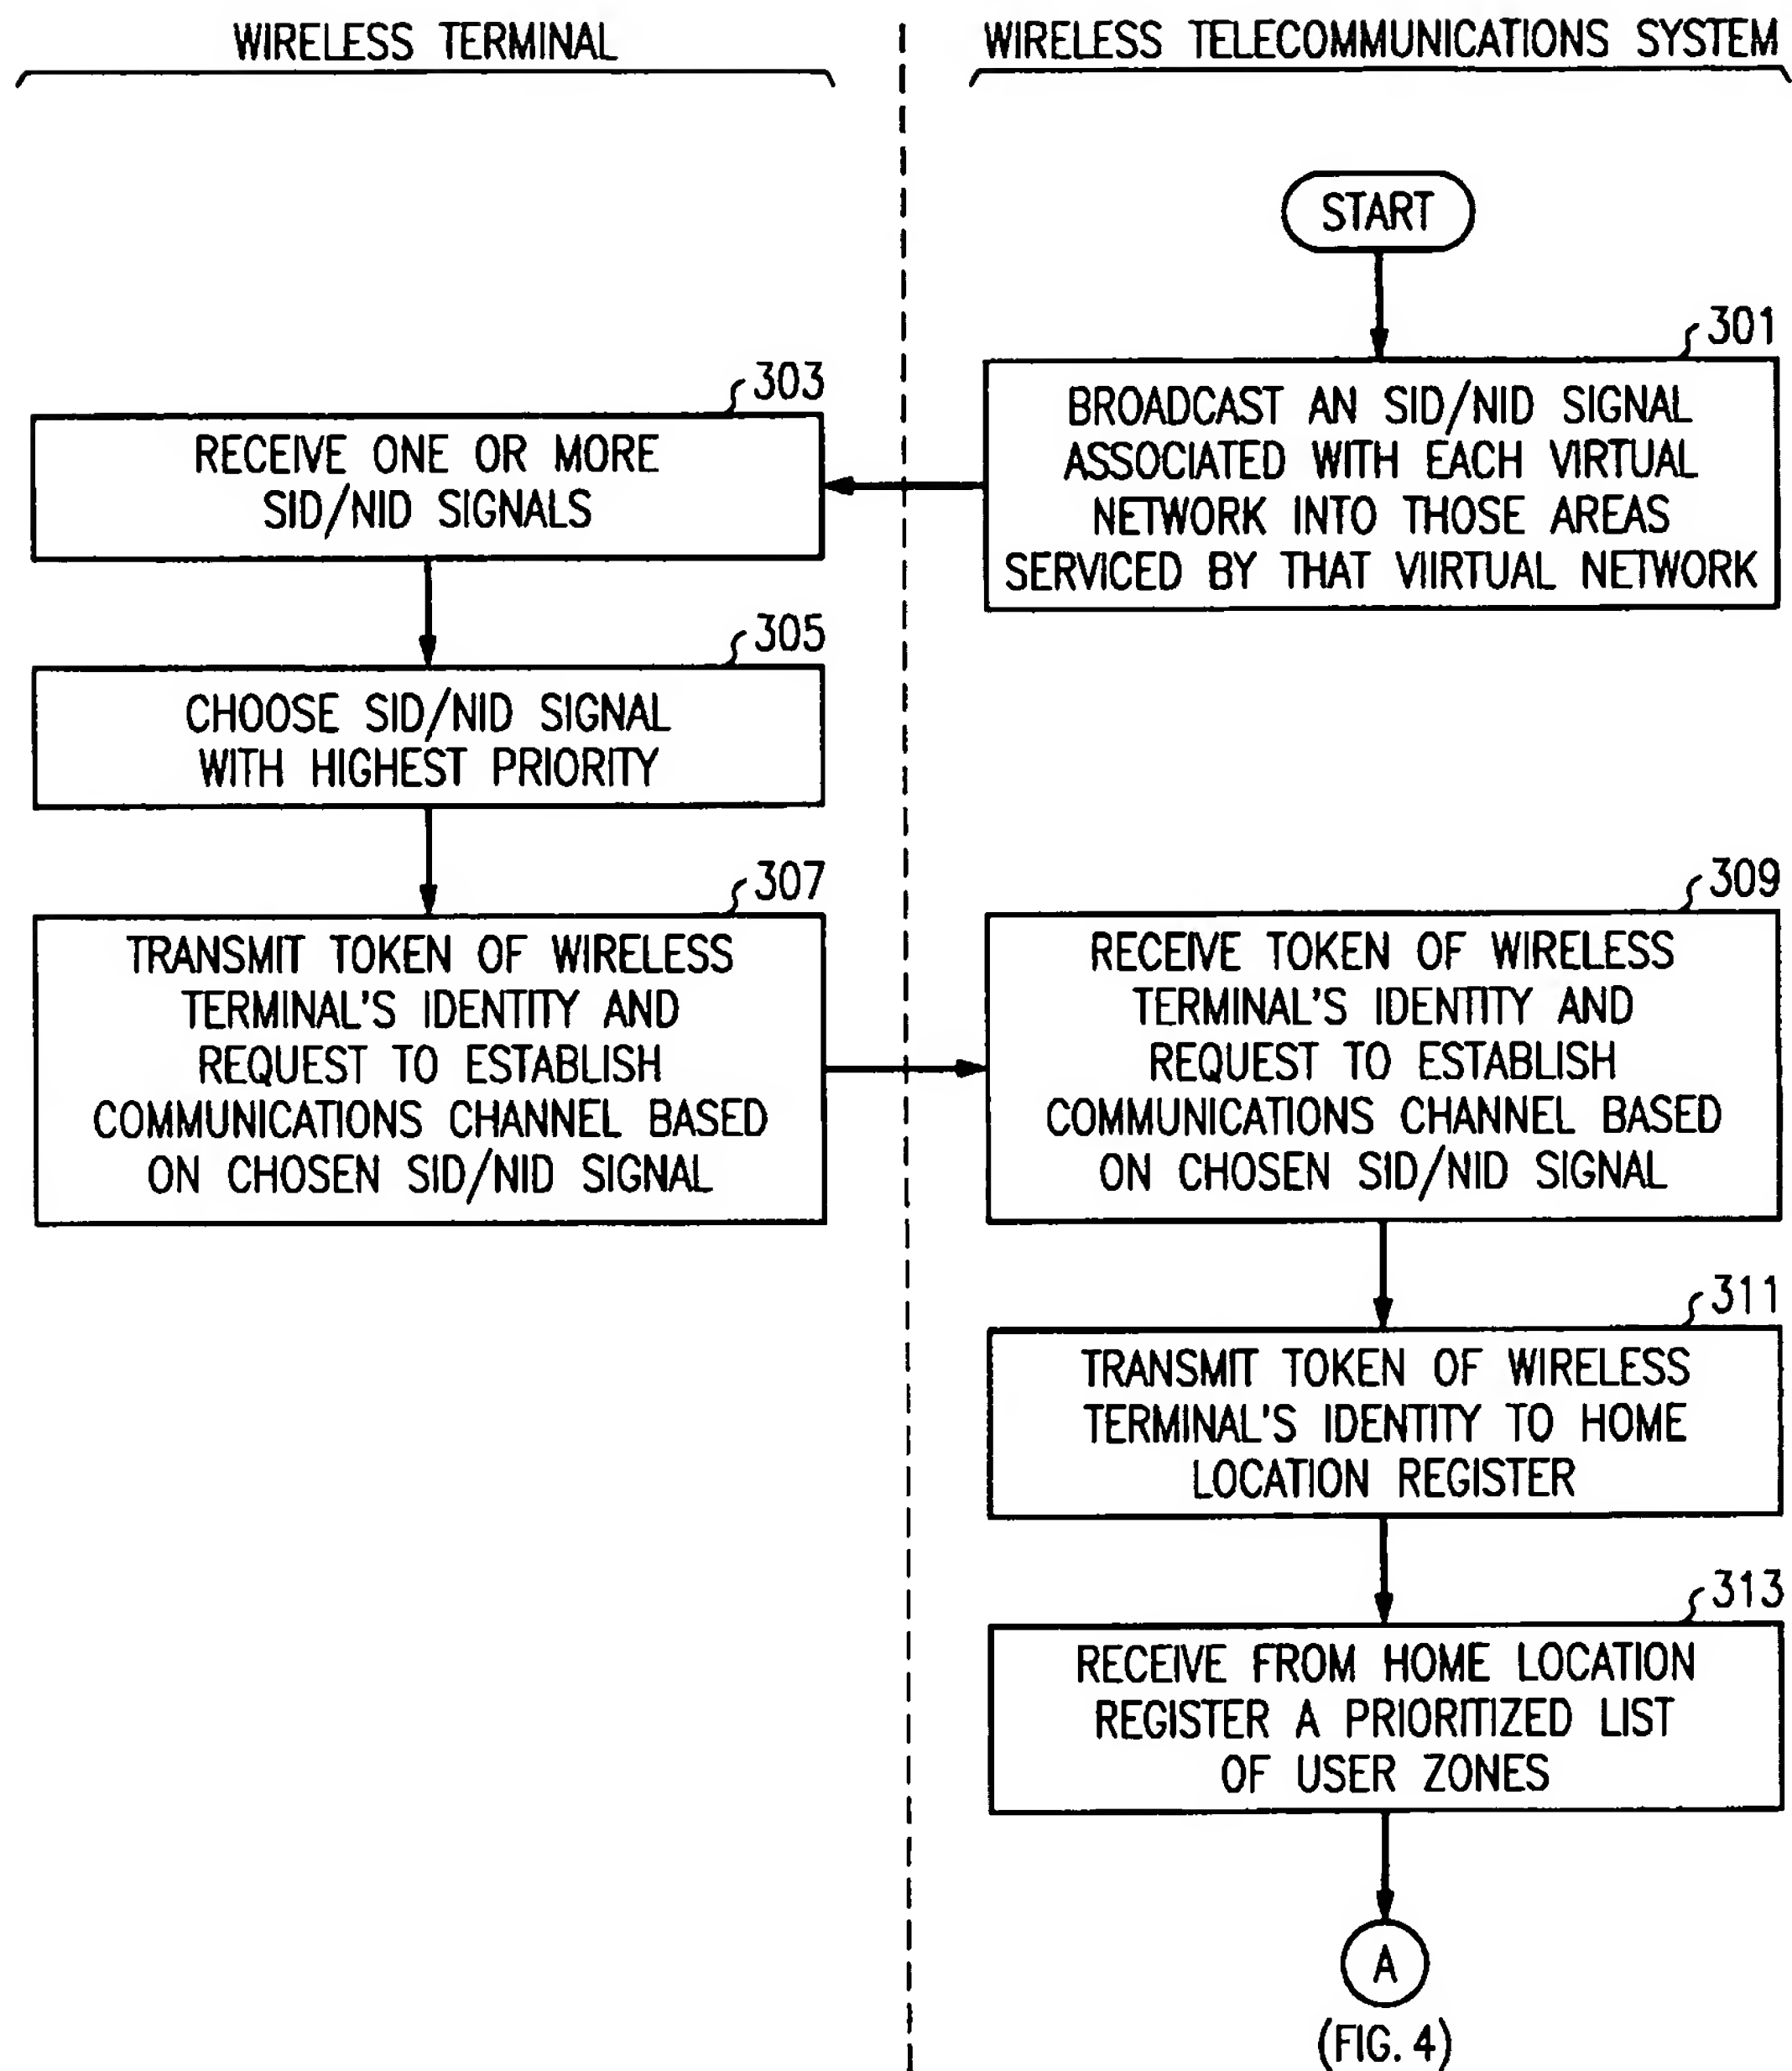 WIRELESS TERMINAL
WIRELESS TELECOMMUNICATIONS SYSTEM
START
301
BROADCAST AN SID/NID SIGNAL
ASSOCIATED WITH EACH VIRTUAL
NETWORK INTO THOSE AREAS
SERVICED BY THAT VIIRTUAL NETWORK
303
RECEIVE ONE OR MORE
SID/NID SIGNALS
305
CHOOSE SID/NID SIGNAL
WITH HIGHEST PRIORITY
307
TRANSMIT TOKEN OF WIRELESS
TERMINAL'S IDENTITY AND
REQUEST TO ESTABLISH
COMMUNICATIONS CHANNEL BASED
ON CHOSEN SID/NID SIGNAL
309
RECEIVE TOKEN OF WIRELESS
TERMINAL'S IDENTITY AND
REQUEST TO ESTABLISH
COMMUNICATIONS CHANNEL BASED
ON CHOSEN SID/NID SIGNAL
311
TRANSMIT TOKEN OF WIRELESS
TERMINAL'S IDENTITY TO HOME
LOCATION REGISTER
313
RECEIVE FROM HOME LOCATION
REGISTER A PRIORITIZED LIST
OF USER ZONES
A
(FIG. 4)